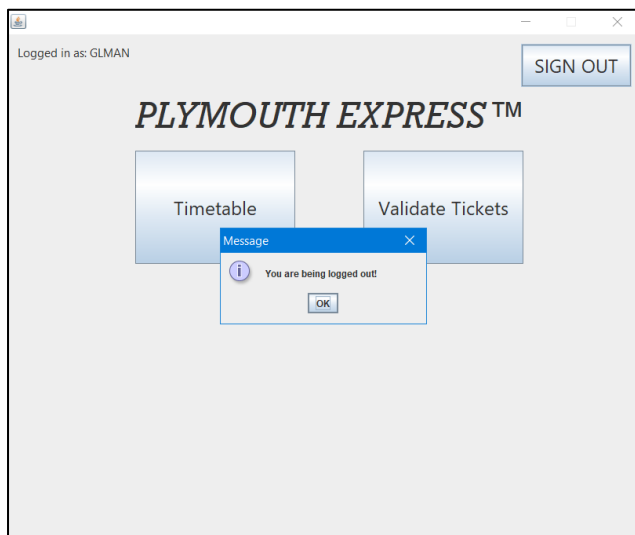 Logged in as: GLMAN
SIGN OUT
PLYMOUTH EXPRESS™
Timetable
Validate Tickets
Message
You are being logged out!
OK